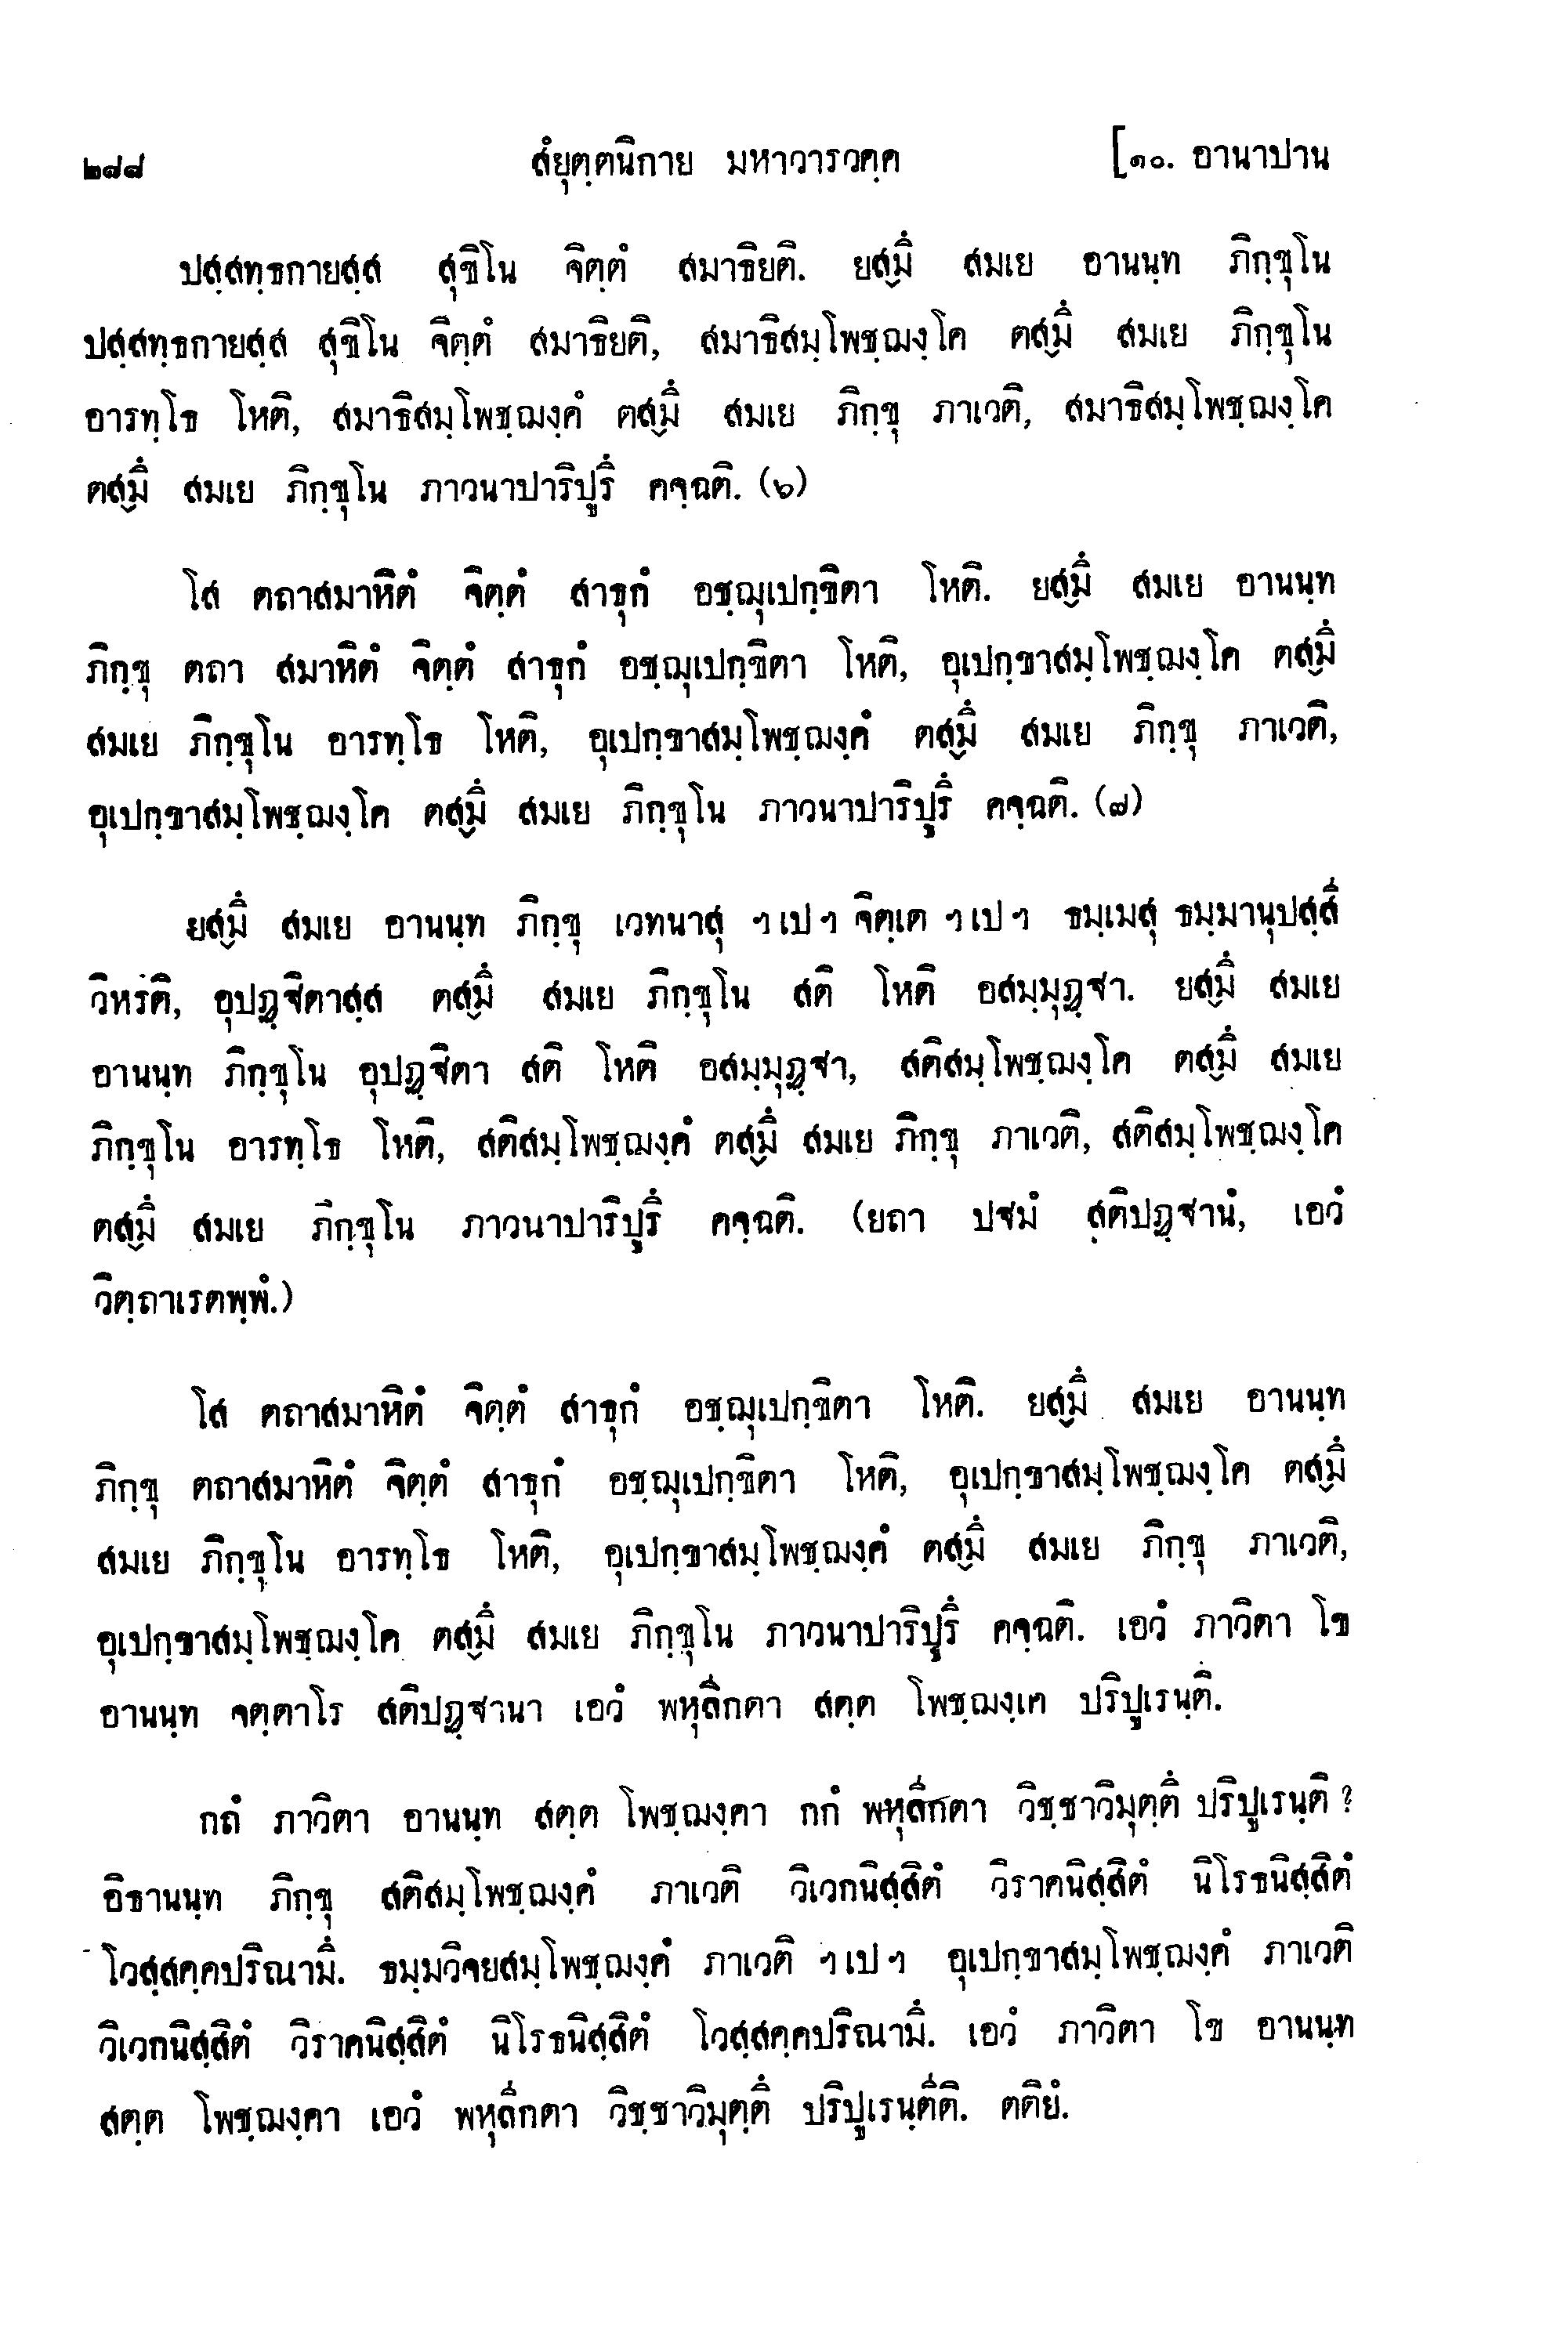 ๒๘๘ สํยุตฺตนิกาย มหาวารวคฺค [๑๐. อานาปาน
ปสฺสทฺธกายสฺส สุขิโน จิตฺตํ สมาธิยติ. ยสฺมึ สมเย อานนฺท ภิกฺขุโน
ปสฺสทฺธกายสฺส สุขิโน จิตฺตํ สมาธิยติ, สมาธิสมฺโพชฺฌงฺโค ตสฺมึ สมเย ภิกฺขุโน
อารทฺโธ โหติ, สมาธิสมฺโพชฺฌงฺคํ ตสฺมึ สมเย ภิกฺขุ ภาเวติ, สมาธิสมฺโพชฺฌงฺโค
ตสฺมึ สมเย ภิกฺขุโน ภาวนาปาริปูรึ คจฺฉติ. (๖)
โส ตถาสมาหิตํ จิตฺตํ สาธุกํ อชฺฌุเปกฺขิตา โหติ. ยสฺมึ สมเย อานนฺท
ภิกฺขุ ตถา สมาหิตํ จิตฺตํ สาธุกํ อชฺฌุเปกฺขิตา โหติ, อุเปกฺขาสมฺโพชฺฌงฺโค ตสฺมึ
สมเย ภิกฺขุโน อารทฺโธ โหติ, อุเปกฺขาสมฺโพชฺฌงฺคํ ตสฺมึ สมเย ภิกฺขุ ภาเวติ,
อุเปกฺขาสมฺโพชฺฌงฺโค ตสฺมึ สมเย ภิกฺขุโน ภาวนาปาริปูรึ คจฺฉติ. (๗)
ยสฺมึ สมเย อานนฺท ภิกฺขุ เวทนาสุ ฯเปฯ จิตฺเต ฯเปฯ ธมฺเมสุ ธมฺมานุปสฺสี
วิหรติ, อุปฏฺฐิตาสฺส ตสฺมึ สมเย ภิกฺขุโน สติ โหติ อสมฺมุฏฺฐา. ยสฺมึ สมเย
อานนฺท ภิกฺขุโน อุปฏฺฐิตา สติ โหติ อสมฺมุฏฺฐา, สติสมฺโพชฺฌงฺโค ตสฺมึ สมเย
ภิกฺขุโน อารทฺโธ โหติ, สติสมฺโพชฺฌงฺคํ ตสฺมึ สมเย ภิกฺขุ ภาเวติ, สติสมฺโพชฺฌงฺโค
ตสฺมึ สมเย ภิกฺขุโน ภาวนาปาริปูรึ คจฺฉติ. (ยถา ปฐมํ สติปฏฺฐานํ, เอวํ
วิตฺถาเรตพฺพํ.)
โส ตถาสมาหิตํ จิตฺตํ สาธุกํ อชฺฌุเปกฺขิตา โหติ. ยสฺมึ สมเย อานนฺท
ภิกฺขุ ตถาสมาหิตํ จิตฺตํ สาธุกํ อชฺฌุเปกฺขิตา โหติ, อุเปกฺขาสมฺโพชฺฌงฺโค ตสฺมึ
สมเย ภิกฺขุโน อารทฺโธ โหติ, อุเปกฺขาสมฺโพชฺฌงฺคํ ตสฺมึ สมเย ภิกฺขุ ภาเวติ,
อุเปกฺขาสมฺโพชฺฌงฺโค ตสฺมึ สมเย ภิกฺขุโน ภาวนาปาริปูรึ คจฺฉติ. เอวํ ภาวิตา โข
อานนฺท จตฺตาโร สติปฏฺฐานา เอวํ พหุลีกตา สตฺต โพชฺฌงฺเค ปริปูเรนฺติ.
กถํ ภาวิตา อานนฺท สตฺต โพชฺฌงฺคา กกํ พหุลีกตา วิชฺชาวิมุตฺตึ ปริปูเรนฺติ ?
อิธานนฺท ภิกฺขุ สติสมฺโพชฺฌงฺคํ ภาเวติ วิเวกนิสฺสิตํ วิราคนิสฺสิตํ นิโรธนิสฺสิตํ
โวสฺสคฺคปริณามึ. ธมฺมวิจยสมฺโพชฺฌงฺคํ ภาเวติ ฯเปฯ อุเปกฺขาสมฺโพชฺฌงฺคํ ภาเวติ
วิเวกนิสฺสิตํ วิราคนิสฺสิตํ นิโรธนิสฺสิตํ โวสฺสคฺคปริณามึ. เอวํ ภาวิตา โข อานนฺท
สตฺต โพชฺฌงฺคา เอวํ พหุลีกตา วิชฺชาวิมุตฺตึ ปริปูเรนฺตีติ. ตติยํ.